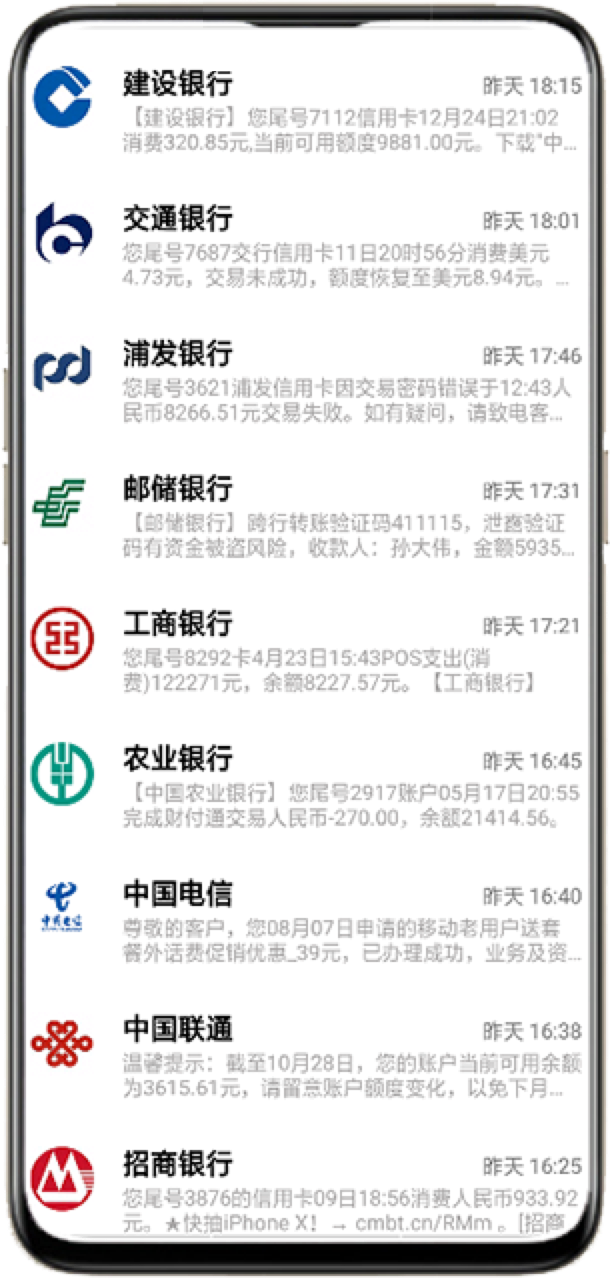 建设银行
昨天 18:15
【建设银行】您尾号7112信用卡12月24日21:02
消费320.85元,当前可用额度9881.00元。下载"中...
交通银行
昨天 18:01
您尾号7687交行信用卡11日20时56分消费美元
4.73元，交易未成功，额度恢复至美元8.94元。...
浦发银行
昨天 17:46
您尾号3621浦发信用卡因交易密码错误于12:43人
民币8266.51元交易失败。如有疑问，请致电客...
邮储银行
昨天 17:31
【邮储银行】跨行转账验证码411115，泄露验证
码有资金被盗风险，收款人：孙大伟，金额5935...
工商银行
昨天 17:21
您尾号8292卡4月23日15:43POS支出(消
费)122271元，余额8227.57元。【工商银行】
农业银行
昨天 16:45
【中国农业银行】您尾号2917账户05月17日20:55
完成财付通交易人民币-270.00，余额21414.56。
中国电信
中国电信
昨天 16:40
尊敬的客户，您08月07日申请的移动老用户送套
餐外话费促销优惠_39元，已办理成功，业务及资...
中国联通
昨天 16:38
温馨提示：截至10月28日，您的账户当前可用余额
为3615.61元，请留意账户额度变化，以免下月...
招商银行
昨天 16:25
您尾号3876的信用卡09日18:56消费人民币933.92
元。★快抽iPhone X！→ cmbt.cn/RMm 。[招商